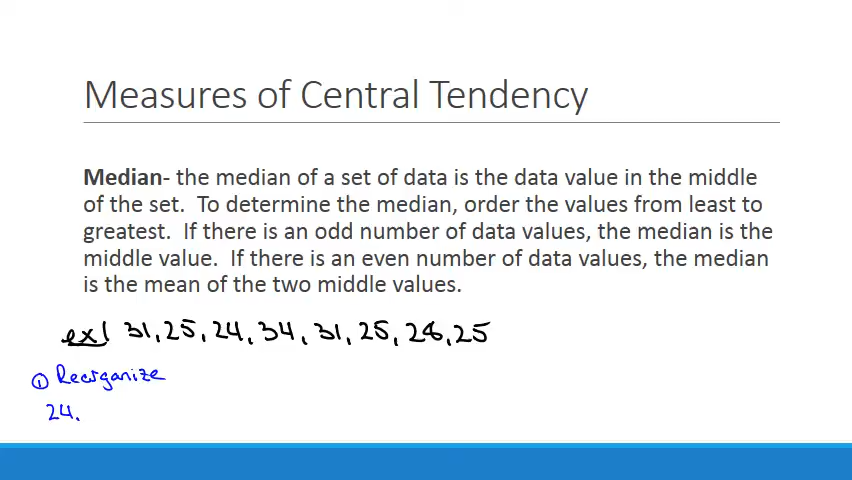 Measures of Central Tendency
Median- the median of a set of data is the data value in the middle
of the set. To determine the median, order the values from least to
greatest. If there is an odd number of data values, the median is the
middle value. If there is an even number of data values, the median
is the mean of the two middle values.
ex1 31, 25, 24, 34, 31, 25, 28, 25
① Reorganize
24,